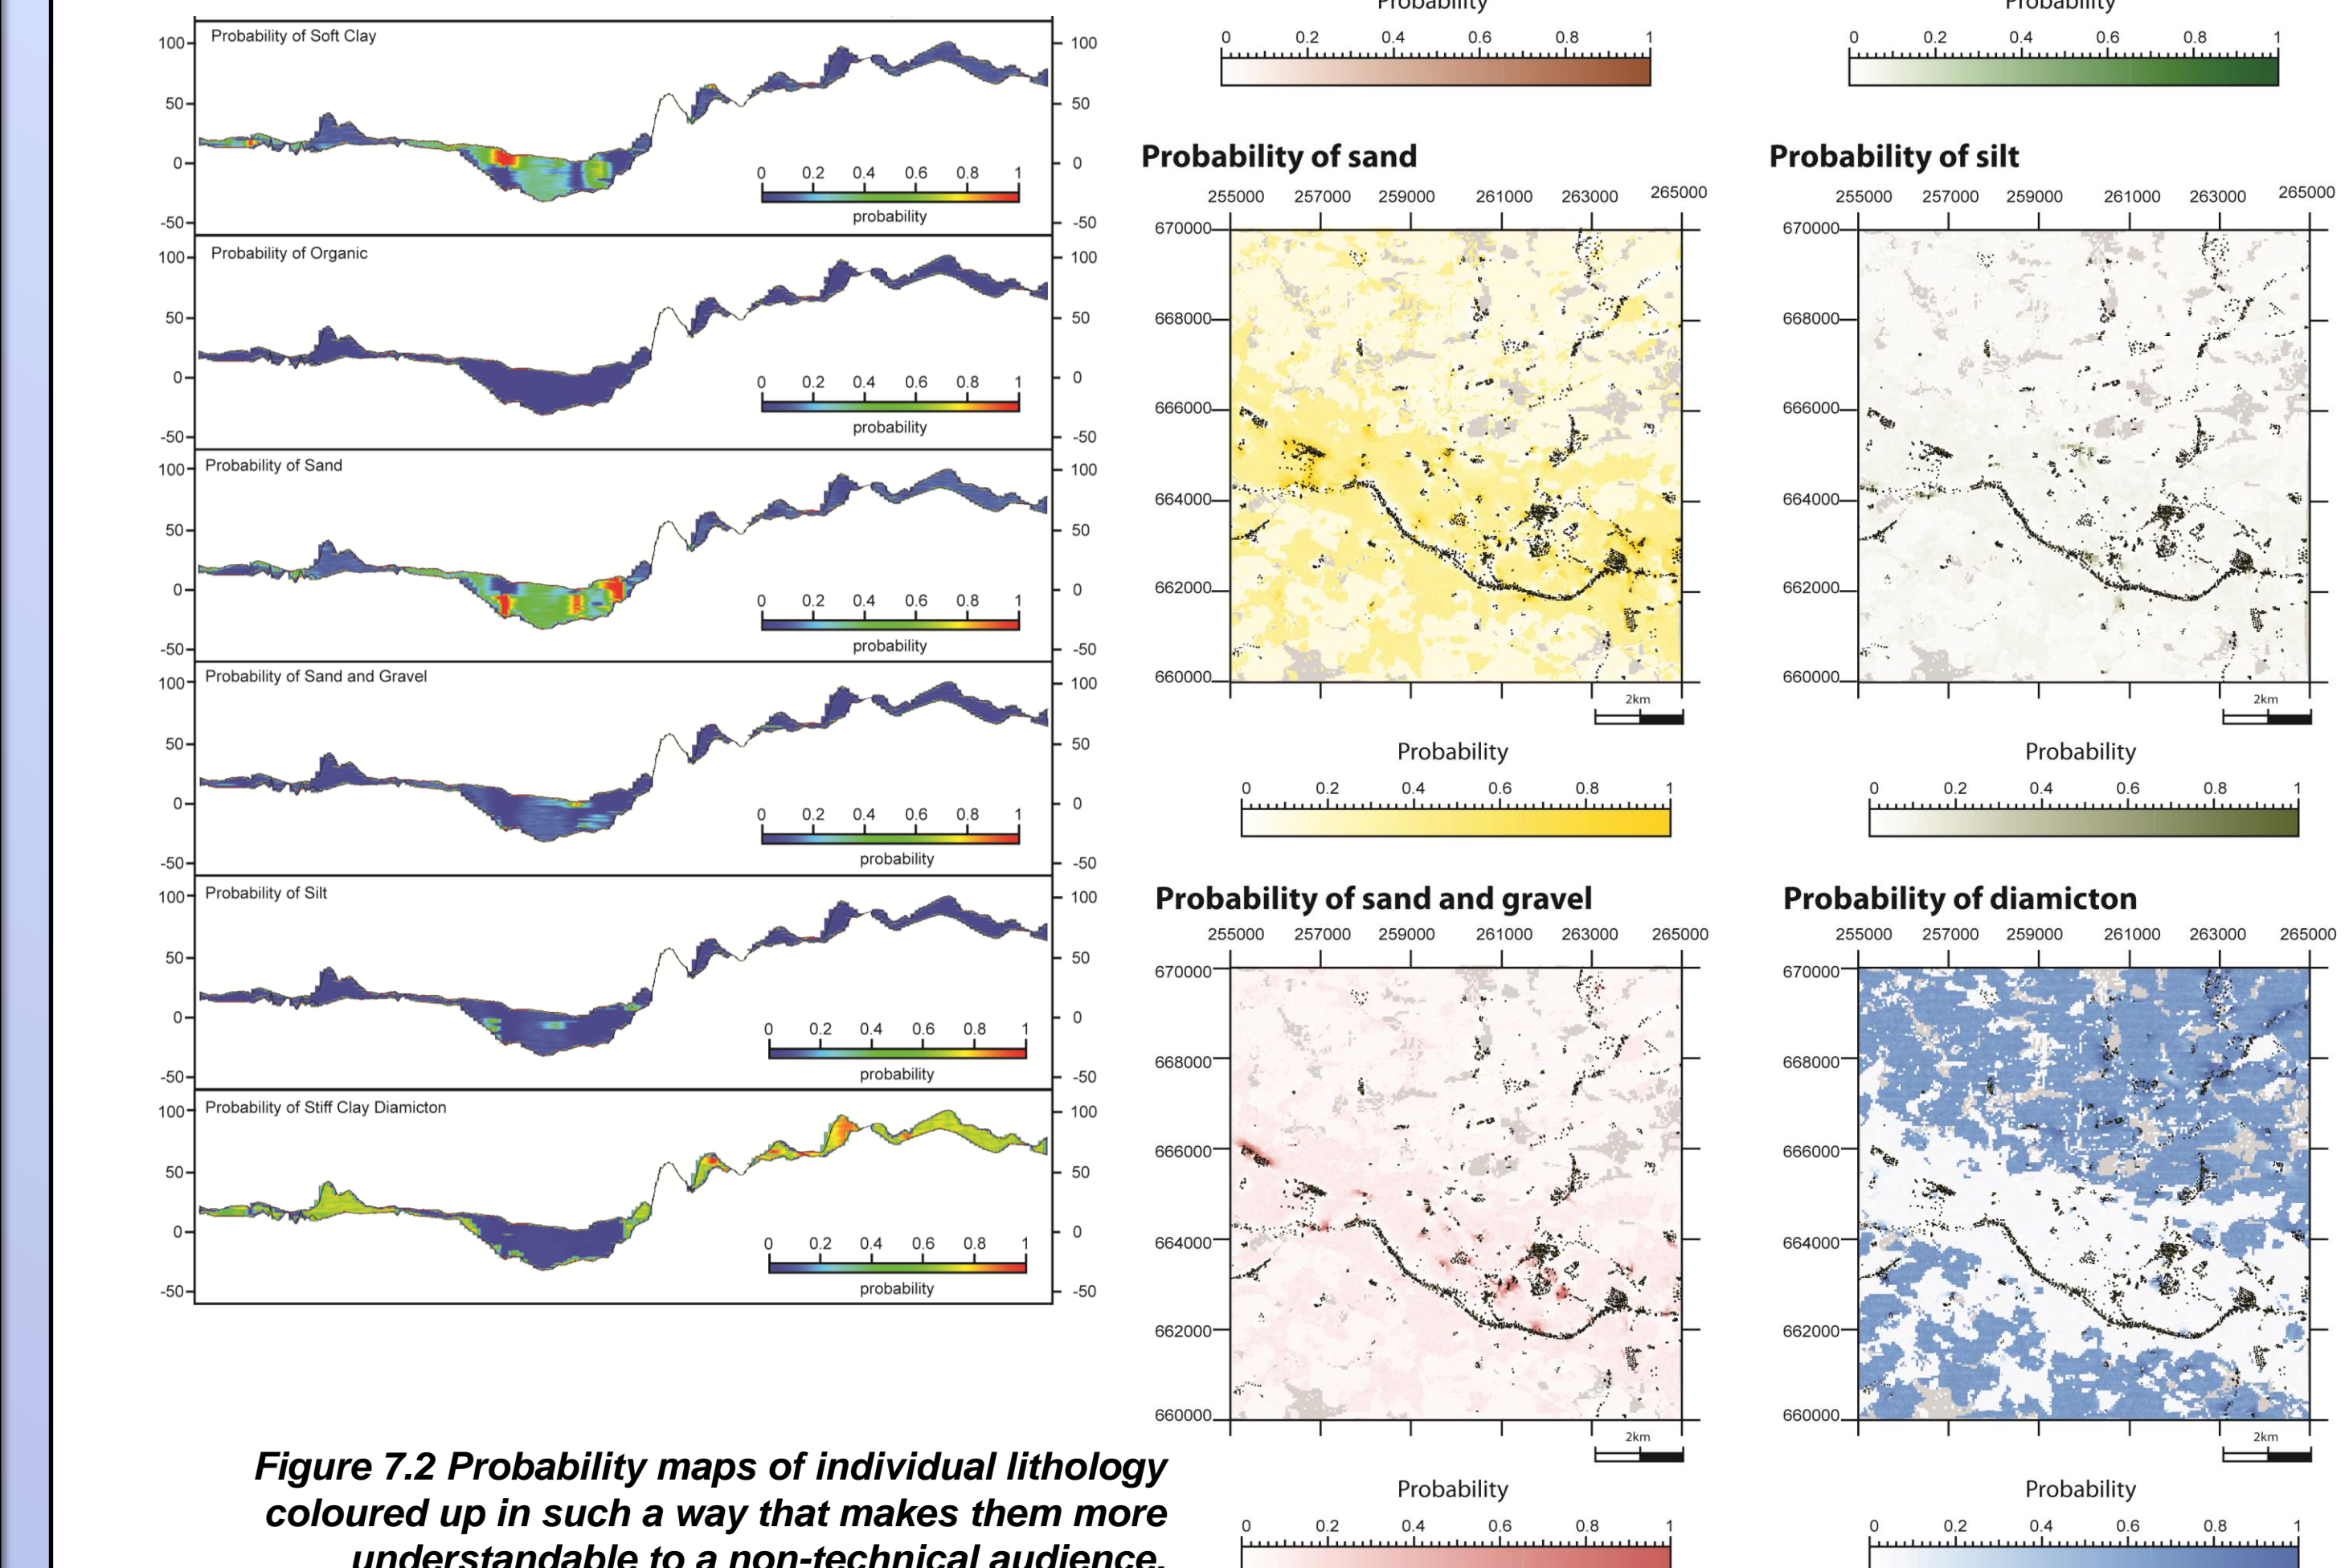 Probability of Soft Clay
100 100
50 50
0 0
-50 -50
0 0.2 0.4 0.6 0.8 1
probability
Probability of Organic
100 100
50 50
0 0
-50 -50
0 0.2 0.4 0.6 0.8 1
probability
Probability of Sand
100 100
50 50
0 0
-50 -50
0 0.2 0.4 0.6 0.8 1
probability
Probability of Sand and Gravel
100 100
50 50
0 0
-50 -50
0 0.2 0.4 0.6 0.8 1
probability
Probability of Silt
100 100
50 50
0 0
-50 -50
0 0.2 0.4 0.6 0.8 1
probability
Probability of Stiff Clay Diamicton
100 100
50 50
0 0
-50 -50
0 0.2 0.4 0.6 0.8 1
probability
Figure 7.2 Probability maps of individual lithology
coloured up in such a way that makes them more
understandable to a non-technical audience.
Probability
0 0.2 0.4 0.6 0.8 1
Probability
0 0.2 0.4 0.6 0.8 1
Probability of sand
255000 257000 259000 261000 263000 265000
670000
668000
666000
664000
662000
660000
2km
Probability
0 0.2 0.4 0.6 0.8 1
Probability of silt
255000 257000 259000 261000 263000 265000
670000
668000
666000
664000
662000
660000
2km
Probability
0 0.2 0.4 0.6 0.8 1
Probability of sand and gravel
255000 257000 259000 261000 263000 265000
670000
668000
666000
664000
662000
660000
2km
Probability
0 0.2 0.4 0.6 0.8 1
Probability of diamicton
255000 257000 259000 261000 263000 265000
670000
668000
666000
664000
662000
660000
2km
Probability
0 0.2 0.4 0.6 0.8 1